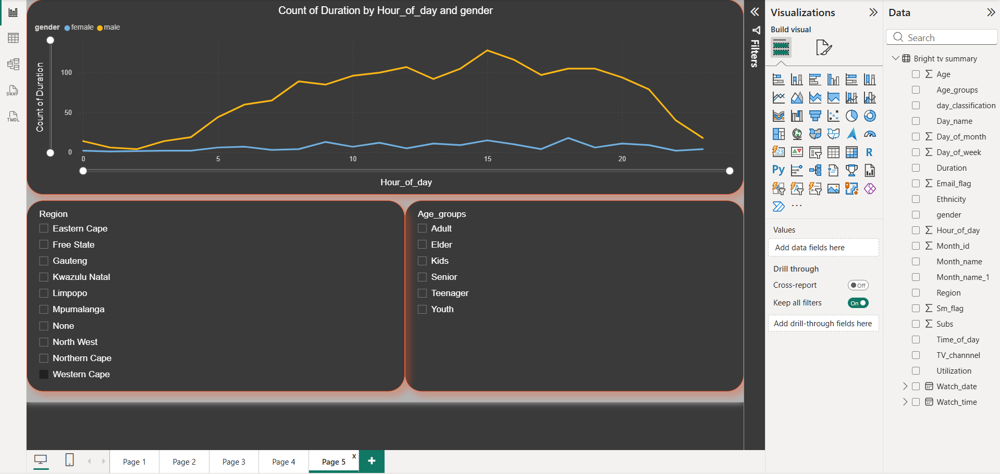 Count of Duration by Hour_of_day and gender
gender female male
Count of Duration
100
50
0
0 5 10 15 20
Hour_of_day
Region
Eastern Cape
Free State
Gauteng
Kwazulu Natal
Limpopo
Mpumalanga
None
North West
Northern Cape
Western Cape
Age_groups
Adult
Elder
Kids
Senior
Teenager
Youth
Filters
Visualizations
Build visual
123
R
Py
Values
Add data fields here
Drill through
Cross-report
Off
Keep all filters
On
Add drill-through fields here
Data
Search
Bright tv summary
Age
Age_groups
day_classification
Day_name
Day_of_month
Day_of_week
Duration
Email_flag
Ethnicity
gender
Hour_of_day
Month_id
Month_name
Month_name_1
Region
Sm_flag
Subs
Time_of_day
TV_channnel
Utilization
Watch_date
Watch_time
DAX
TMDL
Page 1
Page 2
Page 3
Page 4
Page 5
x
+